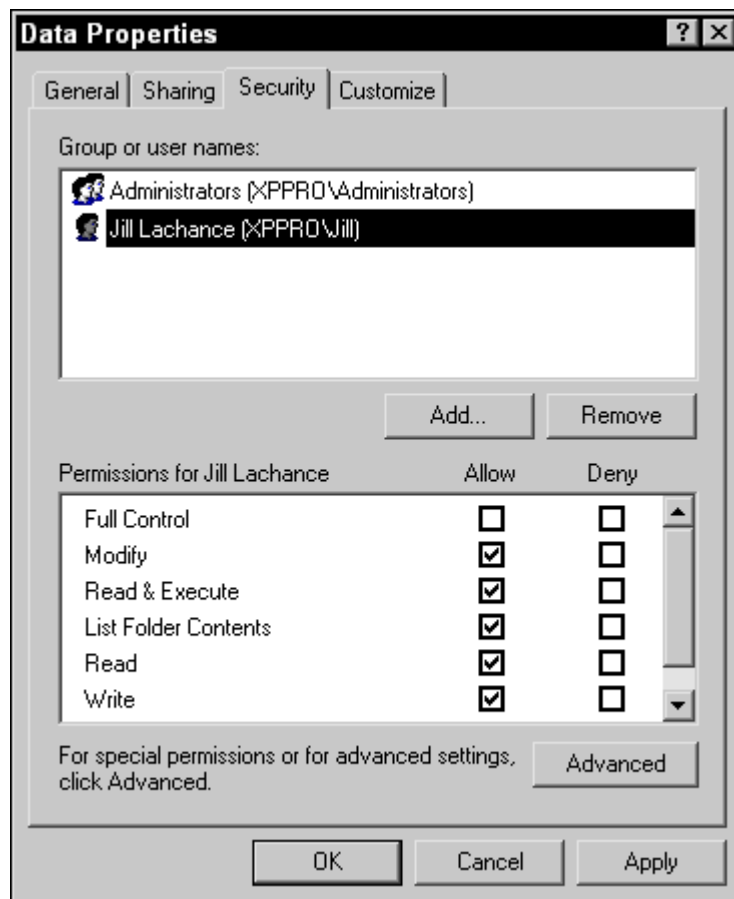 Data Properties
General Sharing Security Customize
Group or user names:
Administrators (XPPRO\Administrators)
Jill Lachance (XPPRO\Jill)
Add... Remove
Permissions for Jill Lachance Allow Deny
Full Control
Modify
Read & Execute
List Folder Contents
Read
Write
For special permissions or for advanced settings,
click Advanced.
Advanced
OK Cancel Apply